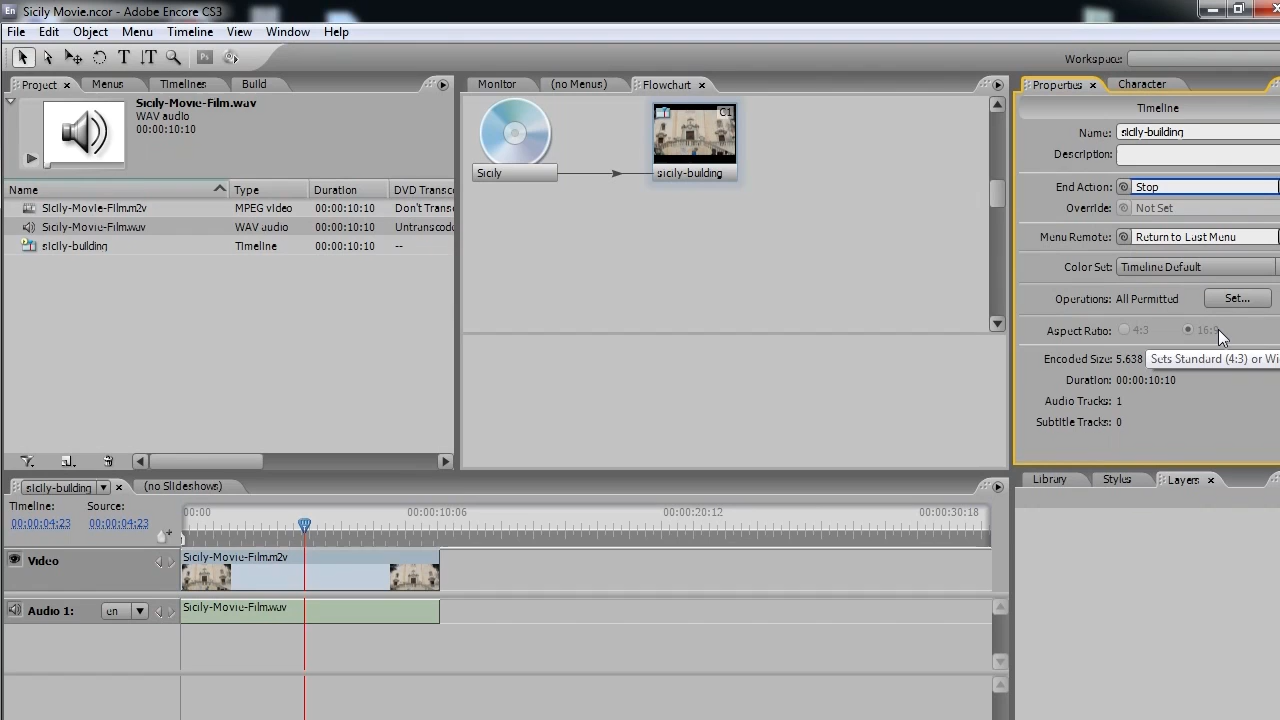 En Sicily Movie.ncor - Adobe Encore CS3
File Edit Object Menu Timeline View Window Help
T T Ps
Workspace:
Project × Menus Timelines Build
Sicily-Movie-Film.wav
WAV audio
00:00:10:10
Name Type Duration DVD Transc
Sicily-Movie-Film.m2v MPEG video 00:00:10:10 Don't Trans
Sicily-Movie-Film.wav WAV audio 00:00:10:10 Untranscod
sicily-building Timeline 00:00:10:10 --
Monitor (no Menus) Flowchart ×
C1
Sicily sicily-building
Properties × Character
Timeline
Name: sicily-building
Description:
End Action: Stop
Override: Not Set
Menu Remote: Return to Last Menu
Color Set: Timeline Default
Operations: All Permitted Set...
Aspect Ratio: 4:3 16:9
Encoded Size: 5.638 Sets Standard (4:3) or Wi
Duration: 00:00:10:10
Audio Tracks: 1
Subtitle Tracks: 0
Library Styles Layers ×
sicily-building × (no Slideshows)
Timeline: Source:
00:00:04:23 00:00:04:23
00:00 00:00:10:06 00:00:20:12 00:00:30:18
Video Sicily-Movie-Film.m2v
Audio 1: en Sicily-Movie-Film.wav